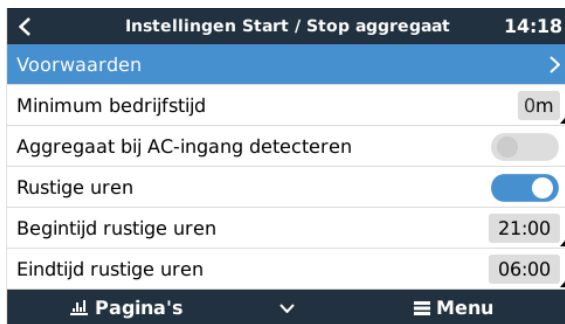 Instellingen Start / Stop aggregaat 14:18
Voorwaarden
Minimum bedrijfstijd 0m
Aggregaat bij AC-ingang detecteren
Rustige uren
Begintijd rustige uren 21:00
Eindtijd rustige uren 06:00
Pagina's Menu